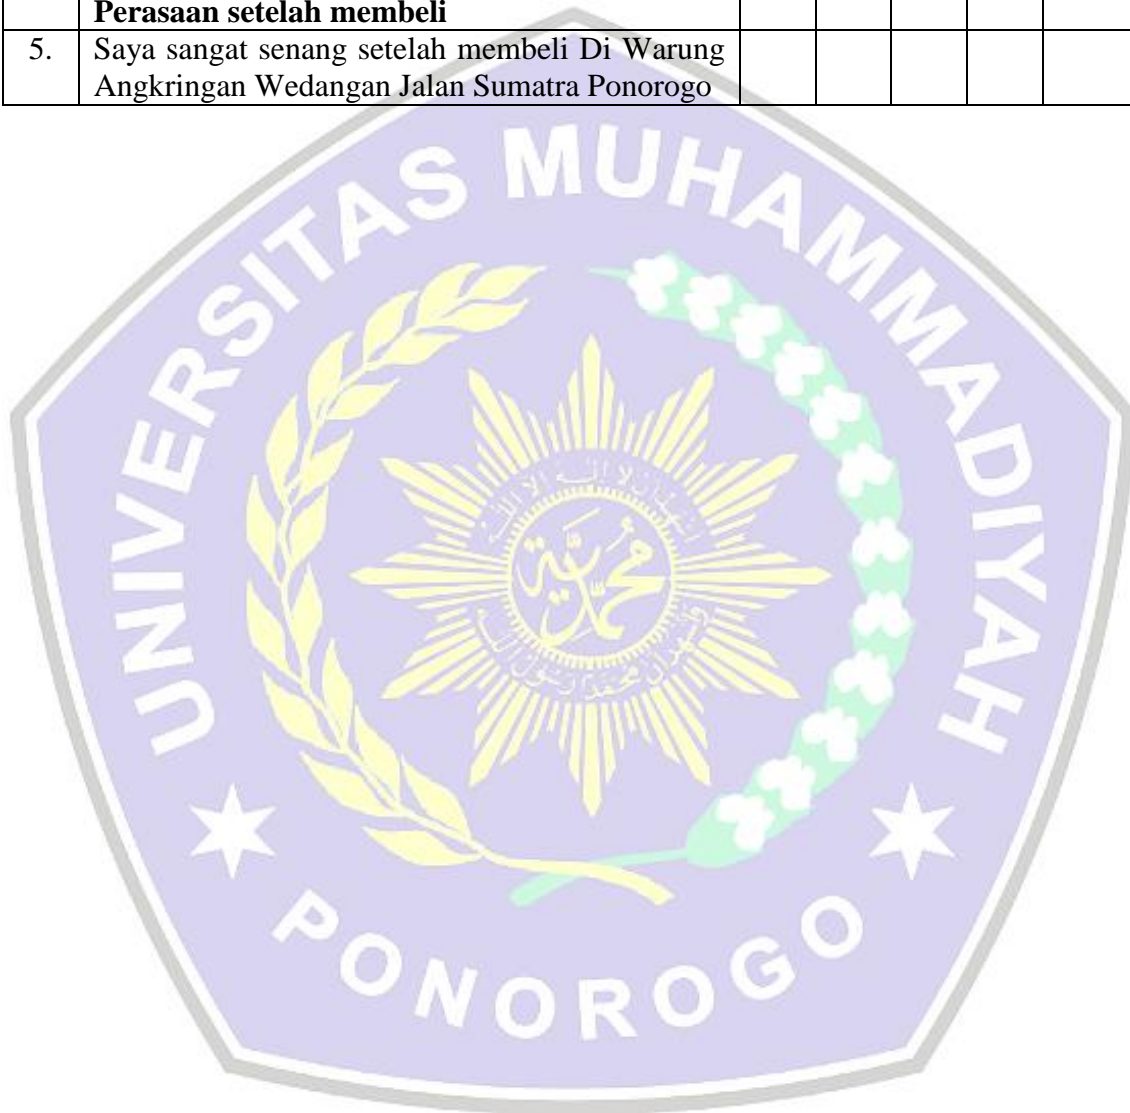 Perasaan setelah membeli
5. Saya sangat senang setelah membeli Di Warung
Angkringan Wedangan Jalan Sumatra Ponorogo
UNIVERSITAS MUHAMMADIYAH
محمدية
PONOROGO